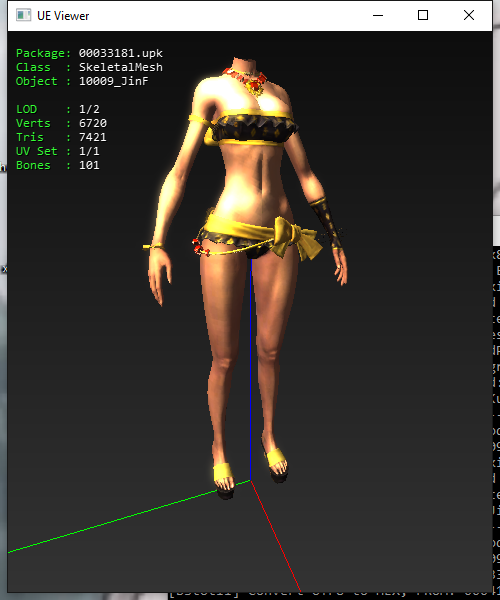 UE Viewer
Package: 00033181.upk
Class : SkeletalMesh
Object : 10009_JinF
LOD : 1/2
Verts : 6720
Tris : 7421
UV Set : 1/1
Bones : 101